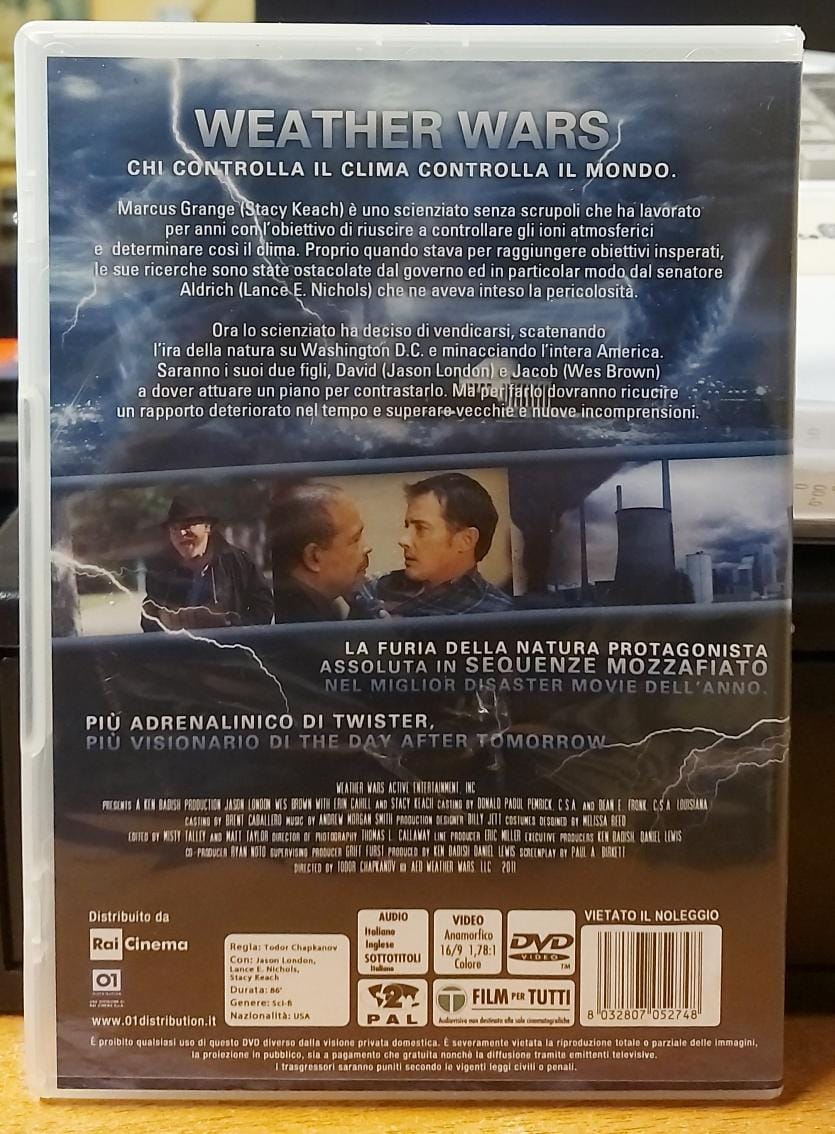 WEATHER WARS
CHI CONTROLLA IL CLIMA CONTROLLA IL MONDO.
Marcus Grange (Stacy Keach) è uno scienziato senza scrupoli che ha lavorato
per anni con l'obiettivo di riuscire a controllare gli ioni atmosferici
e determinare così il clima. Proprio quando stava per raggiungere obiettivi insperati,
le sue ricerche sono state ostacolate dal governo ed in particolar modo dal senatore
Aldrich (Lance E. Nichols) che ne aveva inteso la pericolosità.
Ora lo scienziato ha deciso di vendicarsi, scatenando
l'ira della natura su Washington D.C. e minacciando l'intera America.
Saranno i suoi due figli, David (Jason London) e Jacob (Wes Brown)
a dover attuare un piano per contrastarlo. Ma per farlo dovranno ricucire
un rapporto deteriorato nel tempo e superare vecchie e nuove incomprensioni.
LA FURIA DELLA NATURA PROTAGONISTA
ASSOLUTA IN SEQUENZE MOZZAFIATO
NEL MIGLIOR DISASTER MOVIE DELL'ANNO.
PIÙ ADRENALINICO DI TWISTER,
PIÙ VISIONARIO DI THE DAY AFTER TOMORROW
WEATHER WARS ACTIVE ENTERTAINMENT, INC
PRESENTS A KEN BADISH PRODUCTION JASON LONDON WES BROWN WITH ERIN CAHILL AND STACY KEACH CASTING BY DONALD PAOUL PEMRICK, C.S.A. AND DEAN E. FRONK, C.S.A. LOUISIANA
CASTING BY BRENT CABALLERO MUSIC BY ANDREW MORGAN SMITH PRODUCTION DESIGNER BILLY JETT COSTUMES DESIGNED BY MELISSA REED
EDITED BY MISTY TALLEY AND MATT TAYLOR DIRECTOR OF PHOTOGRAPHY THOMAS L. CALLAWAY LINE PRODUCER ERIC MILLER EXECUTIVE PRODUCERS KEN BADISH, DANIEL LEWIS
CO-PRODUCER RYAN NOTO SUPERVISING PRODUCER GRIFF FURST PRODUCED BY KEN BADISH DANIEL LEWIS SCREENPLAY BY PAUL A. BIRKETT
DIRECTED BY TODOR CHAPKANOV AEO WEATHER WARS, LLC 2011
Distribuito da
Rai Cinema
01
DISTRIBUTION
www.01distribution.it
Regia: Todor Chapkanov
Con: Jason London,
Lance E. Nichols,
Stacy Keach
Durata: 86'
Genere: Sci-fi
Nazionalità: USA
AUDIO
Italiano
Inglese
SOTTOTITOLI
Italiano
VIDEO
Anamorfico
16/9 1,78:1
Colore
DVD
VIDEO
TM
2
PAL
T FILM PER TUTTI
Audiovisivo non destinato alle sale cinematografiche
VIETATO IL NOLEGGIO
8 032807 052748
È proibito qualsiasi uso di questo DVD diverso dalla visione privata domestica. È severamente vietata la riproduzione totale o parziale delle immagini,
la proiezione in pubblico, sia a pagamento che gratuita nonchè la diffusione tramite emittenti televisive.
I trasgressori saranno puniti secondo le vigenti leggi civili o penali.